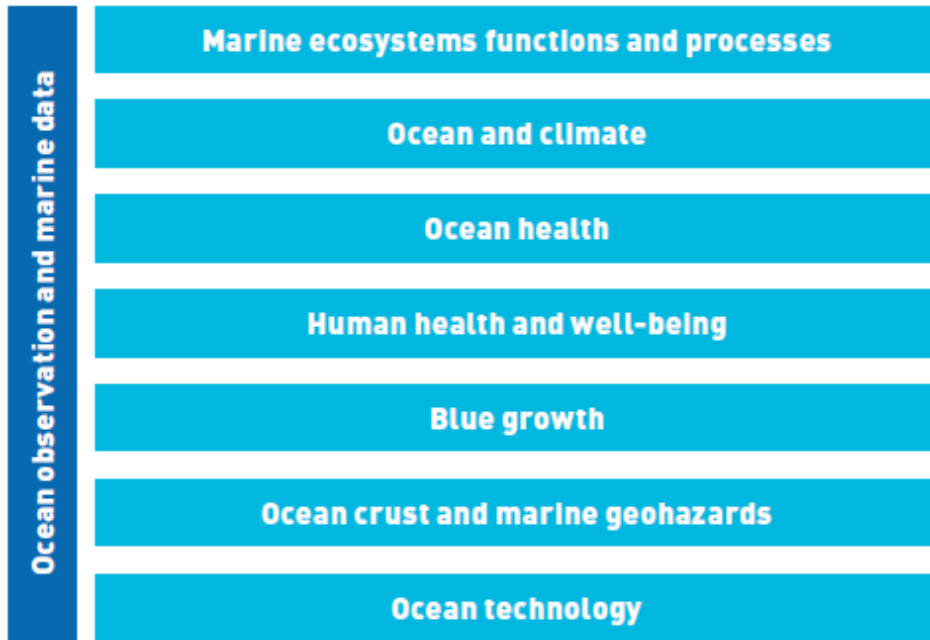 Ocean observation and marine data
Marine ecosystems functions and processes
Ocean and climate
Ocean health
Human health and well-being
Blue growth
Ocean crust and marine geohazards
Ocean technology